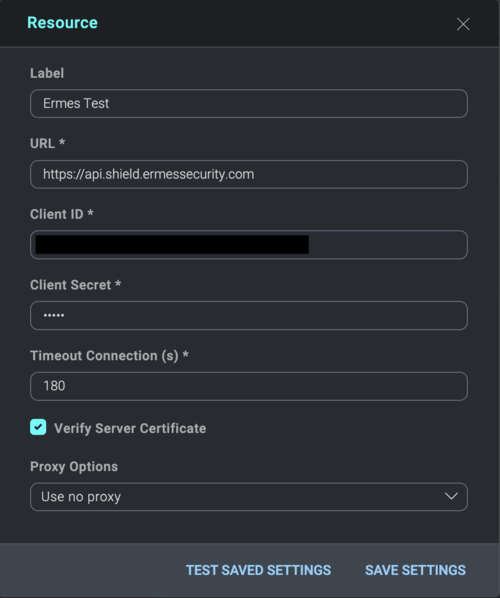 Resource
Label
Ermes Test
URL *
https://api.shield.ermessecurity.com
Client ID *
Client Secret *
•••••
Timeout Connection (s) *
180
Verify Server Certificate
Proxy Options
Use no proxy
TEST SAVED SETTINGS SAVE SETTINGS